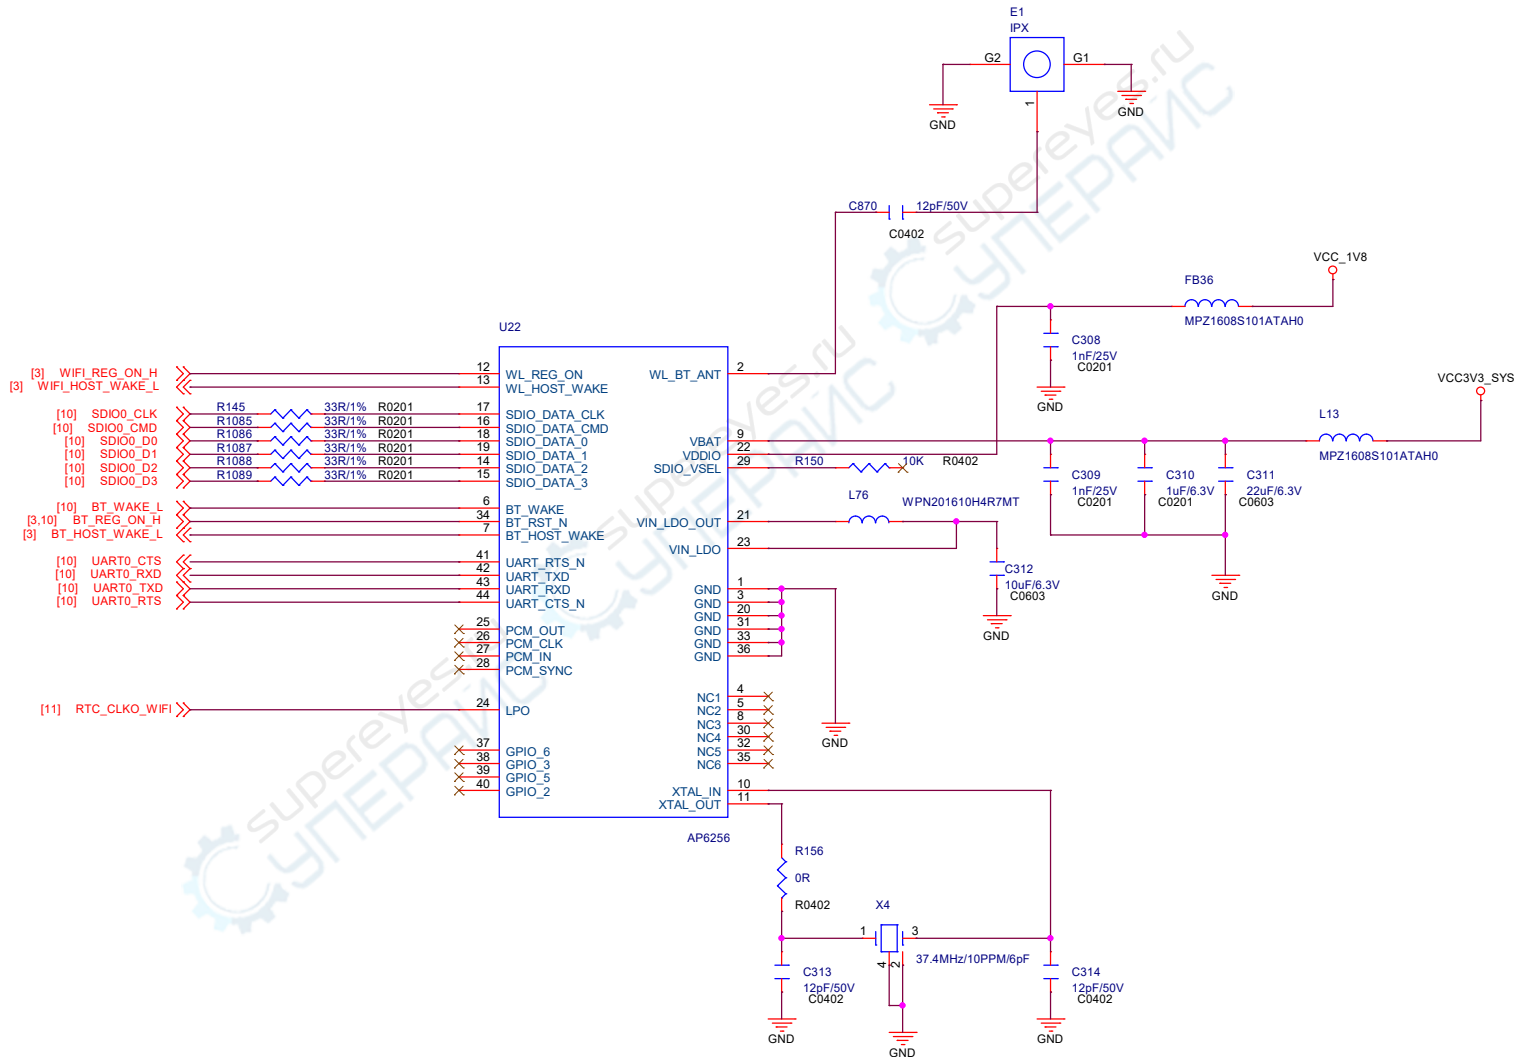 E1
IPX
G2
G1
1
GND
GND
C870
12pF/50V
C0402
VCC_1V8
FB36
MPZ1608S101ATAH0
C308
1nF/25V
C0201
GND
VCC3V3_SYS
L13
MPZ1608S101ATAH0
C309
1nF/25V
C0201
C310
1uF/6.3V
C0201
C311
22uF/6.3V
C0603
GND
U22
[3] WIFI_REG_ON_H
12
WL_REG_ON
[3] WIFI_HOST_WAKE_L
13
WL_HOST_WAKE
[10] SDIO0_CLK
R145
33R/1% R0201
17
SDIO_DATA_CLK
[10] SDIO0_CMD
R1085
33R/1% R0201
16
SDIO_DATA_CMD
[10] SDIO0_D0
R1086
33R/1% R0201
18
SDIO_DATA_0
[10] SDIO0_D1
R1087
33R/1% R0201
19
SDIO_DATA_1
[10] SDIO0_D2
R1088
33R/1% R0201
14
SDIO_DATA_2
[10] SDIO0_D3
R1089
33R/1% R0201
15
SDIO_DATA_3
[10] BT_WAKE_L
6
BT_WAKE
[3,10] BT_REG_ON_H
34
BT_RST_N
[3] BT_HOST_WAKE_L
7
BT_HOST_WAKE
[10] UART0_CTS
41
UART_RTS_N
[10] UART0_RXD
42
UART_TXD
[10] UART0_TXD
43
UART_RXD
[10] UART0_RTS
44
UART_CTS_N
25
PCM_OUT
26
PCM_CLK
27
PCM_IN
28
PCM_SYNC
[11] RTC_CLKO_WIFI
24
LPO
37
GPIO_6
38
GPIO_3
39
GPIO_5
40
GPIO_2
WL_BT_ANT
2
VBAT
9
VDDIO
22
SDIO_VSEL
29
R150
10K
R0402
L76
WPN201610H4R7MT
VIN_LDO_OUT
21
VIN_LDO
23
C312
10uF/6.3V
C0603
GND
GND
1
GND
3
GND
20
GND
31
GND
33
GND
36
GND
NC1
4
NC2
5
NC3
8
NC4
30
NC5
32
NC6
35
XTAL_IN
10
XTAL_OUT
11
AP6256
R156
0R
R0402
X4
1
3
4
2
37.4MHz/10PPM/6pF
C313
12pF/50V
C0402
GND
GND
C314
12pF/50V
C0402
GND
supereyes.ru
СУПЕРАЙС
supereyes.ru
СУПЕРАЙС
supereyes.ru
СУПЕРАЙС